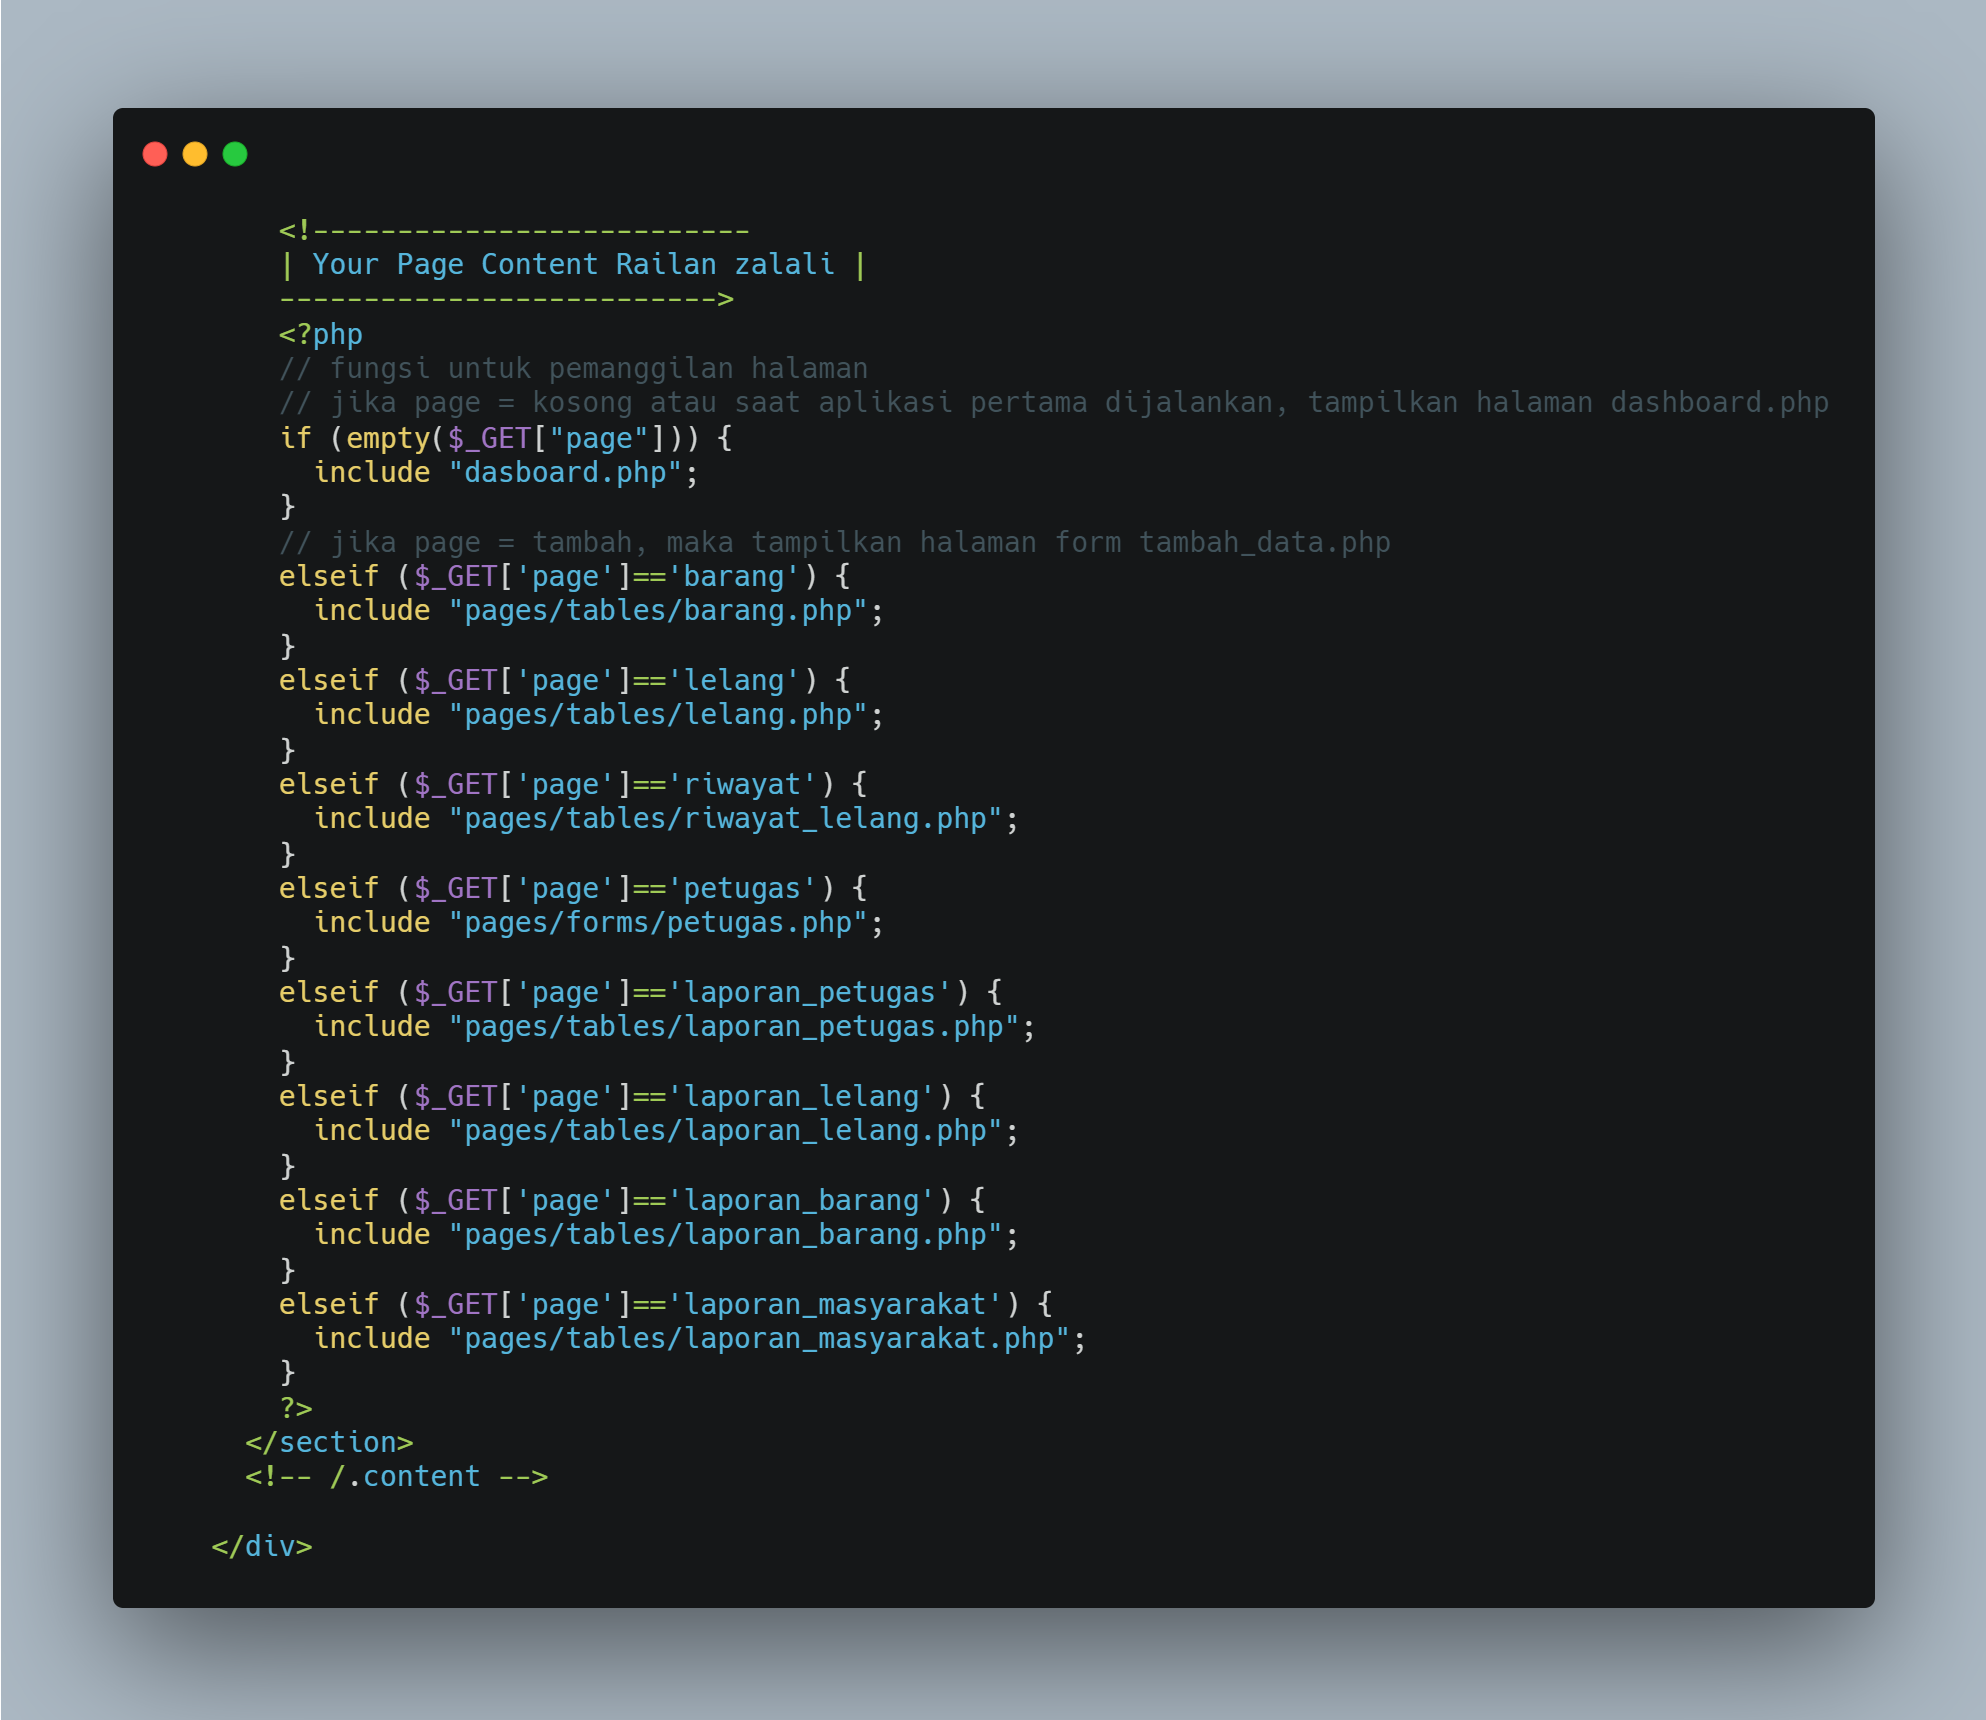 <!--------------------------
| Your Page Content Railan zalali |
-------------------------->
<?php
// fungsi untuk pemanggilan halaman
// jika page = kosong atau saat aplikasi pertama dijalankan, tampilkan halaman dashboard.php
if (empty($_GET["page"])) {
  include "dasboard.php";
}
// jika page = tambah, maka tampilkan halaman form tambah_data.php
elseif ($_GET['page']=='barang') {
  include "pages/tables/barang.php";
}
elseif ($_GET['page']=='lelang') {
  include "pages/tables/lelang.php";
}
elseif ($_GET['page']=='riwayat') {
  include "pages/tables/riwayat_lelang.php";
}
elseif ($_GET['page']=='petugas') {
  include "pages/forms/petugas.php";
}
elseif ($_GET['page']=='laporan_petugas') {
  include "pages/tables/laporan_petugas.php";
}
elseif ($_GET['page']=='laporan_lelang') {
  include "pages/tables/laporan_lelang.php";
}
elseif ($_GET['page']=='laporan_barang') {
  include "pages/tables/laporan_barang.php";
}
elseif ($_GET['page']=='laporan_masyarakat') {
  include "pages/tables/laporan_masyarakat.php";
}
?>
</section>
<!-- /.content -->
</div>